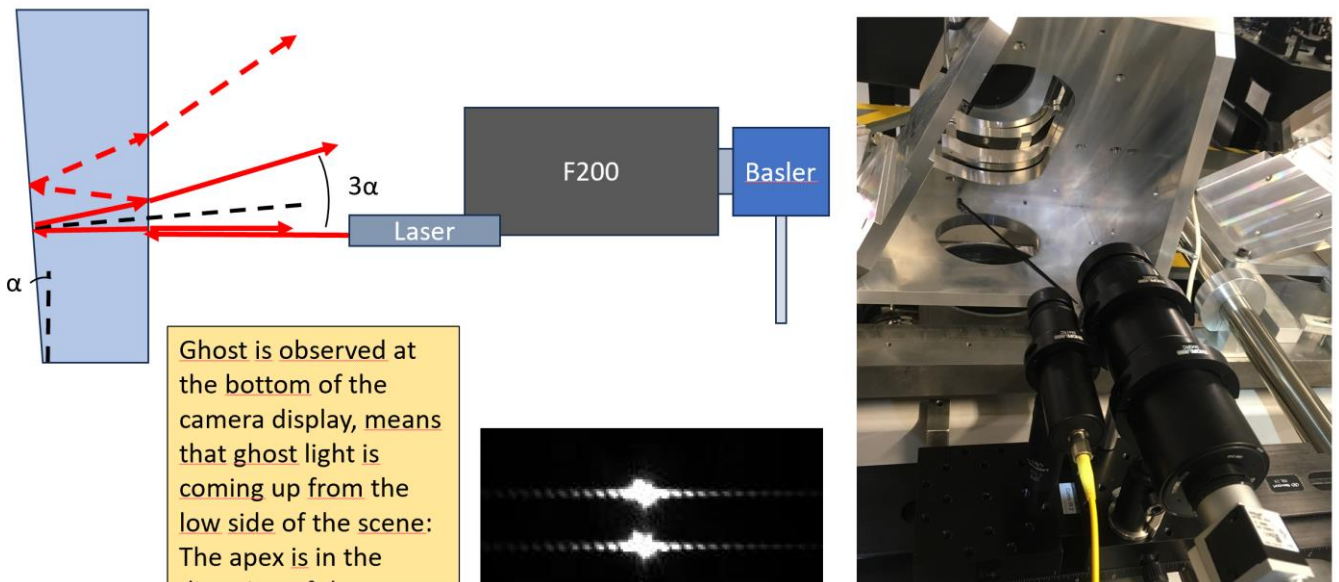 3α
α
F200
Basler
Laser
Ghost is observed at
the bottom of the
camera display, means
that ghost light is
coming up from the
low side of the scene:
The apex is in the